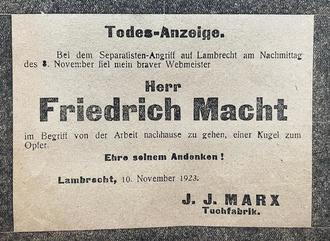 Todes-Anzeige.
Bei dem Separatisten-Angriff auf Lambrecht am Nachmittag
des 8. November fiel mein braver Webmeister
Herr
Friedrich Macht
im Begriff von der Arbeit nachhause zu gehen, einer Kugel zum
Opfer.
Ehre seinem Andenken!
Lambrecht, 10. November 1923.
J. J. MARX
Tuchfabrik.